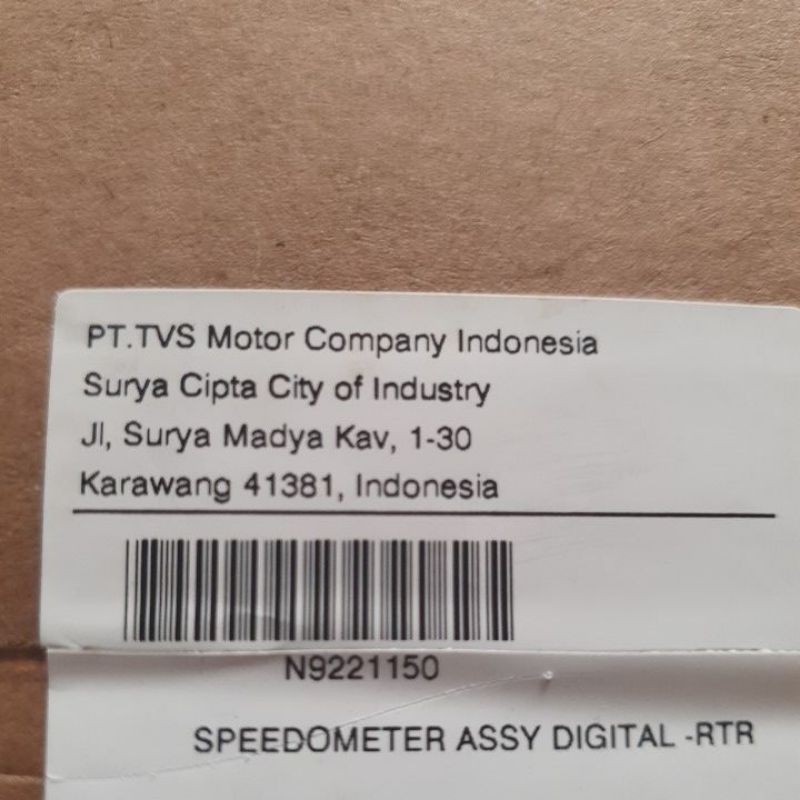 PT.TVS Motor Company Indonesia
Surya Cipta City of Industry
Jl, Surya Madya Kav, 1-30
Karawang 41381, Indonesia
N9221150
SPEEDOMETER ASSY DIGITAL -RTR